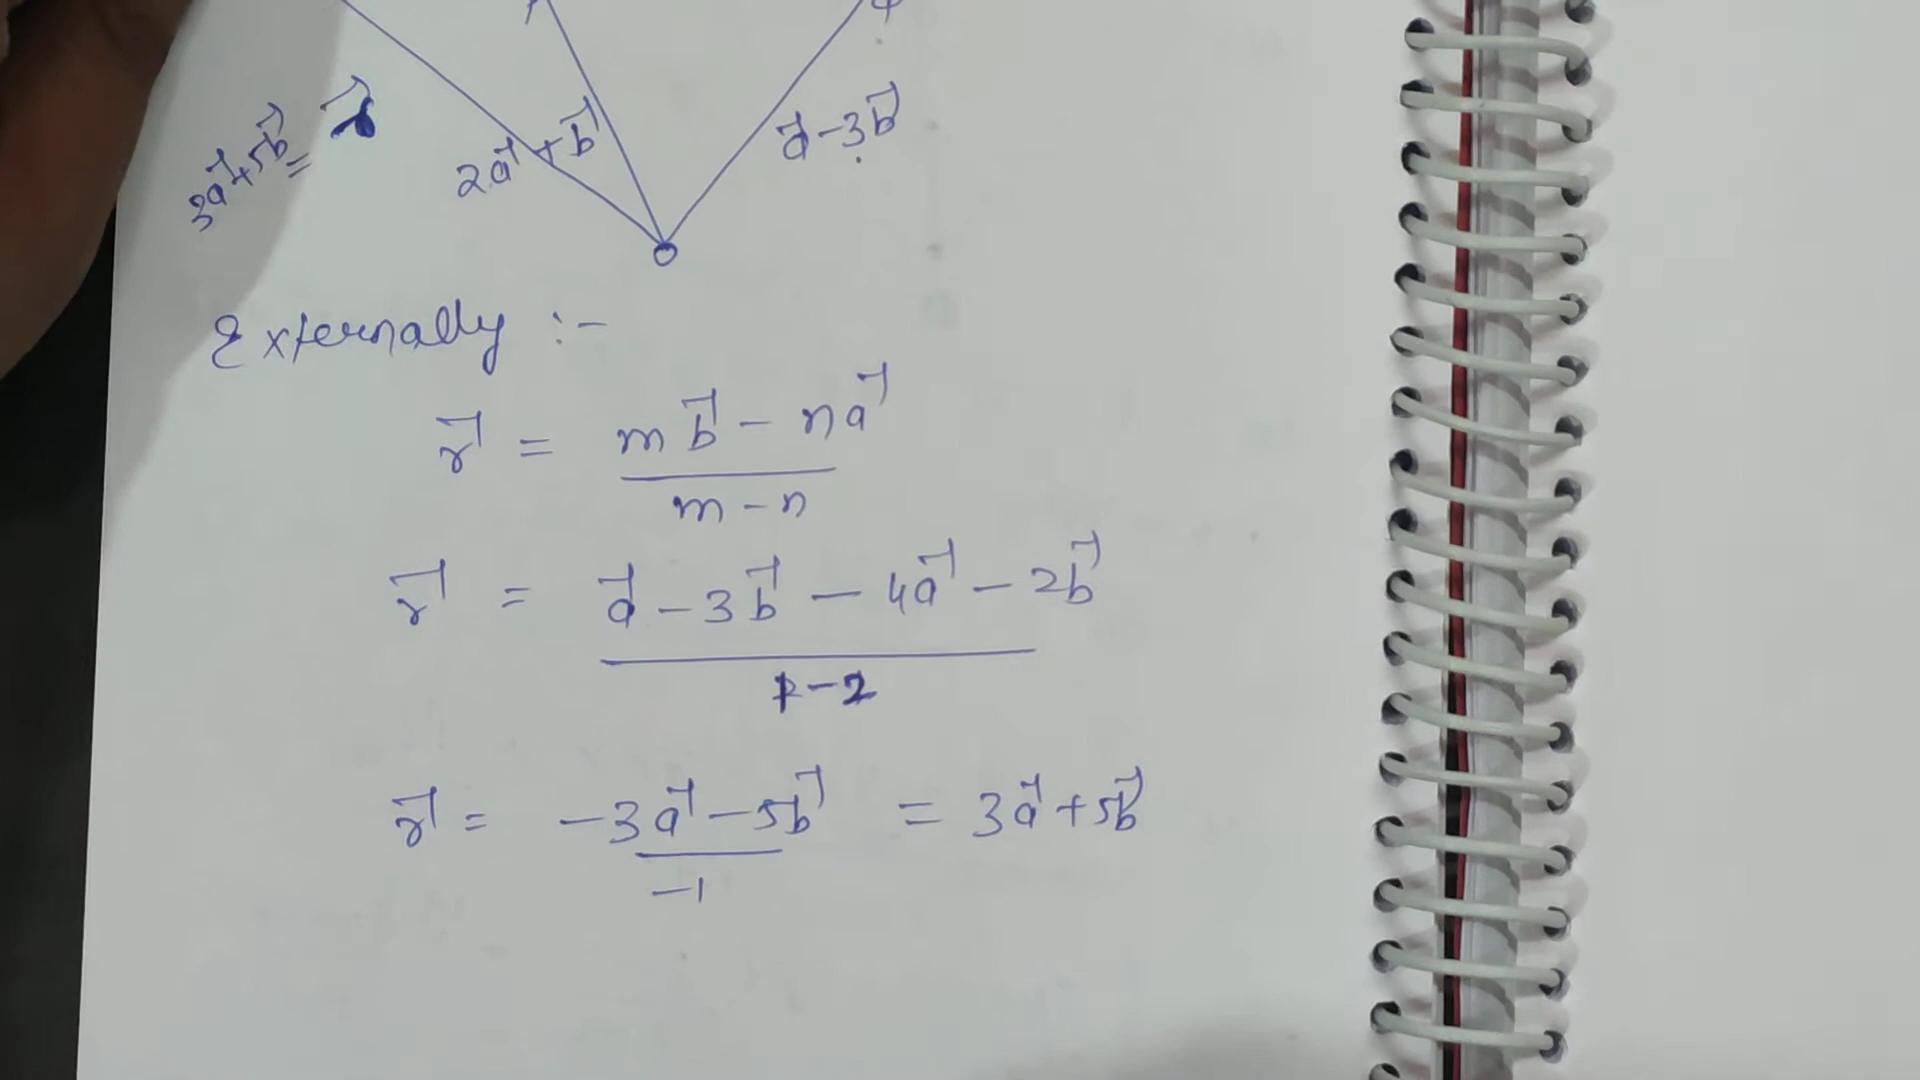 P
3a⃗+5b⃗ = r⃗
2a⃗+b⃗
a⃗-3b⃗
O
Externally :-
r⃗ = mb⃗ - na⃗
m - n
r⃗ = a⃗ - 3b⃗ - 4a⃗ - 2b⃗
1 - 2
r⃗ = -3a⃗ - 5b⃗ = 3a⃗ + 5b⃗
-1